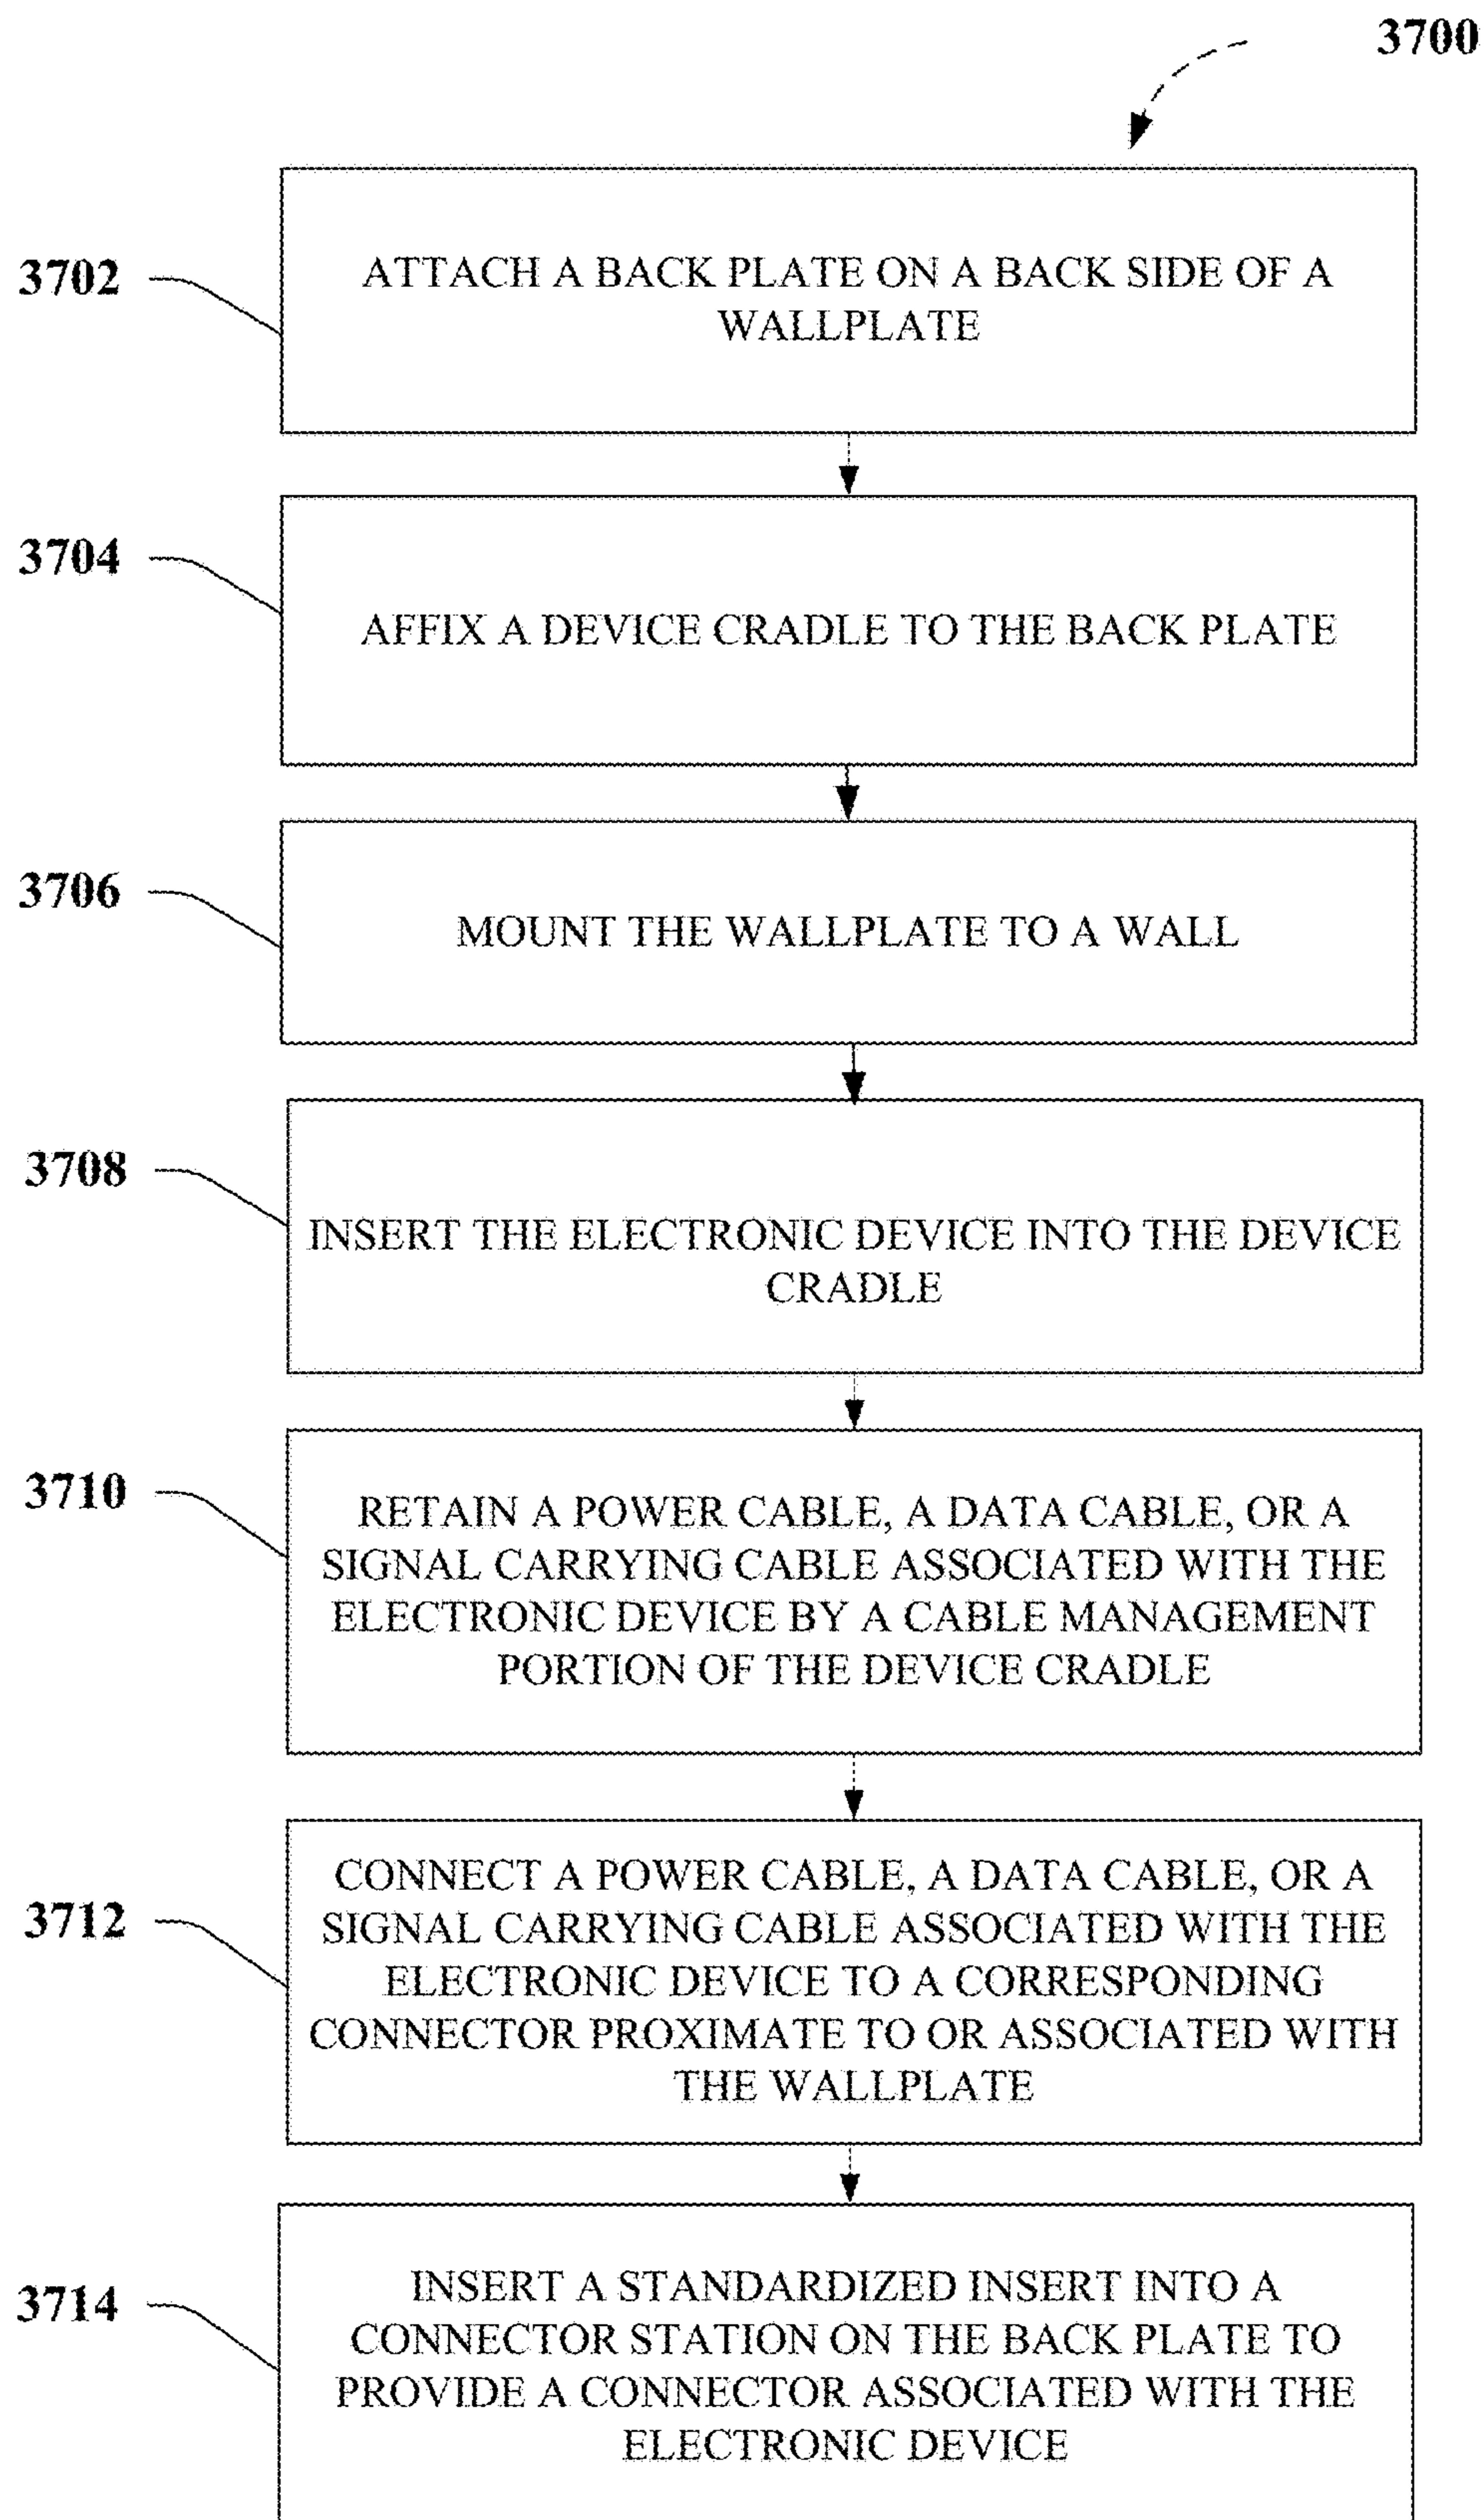 3700
3702
ATTACH A BACK PLATE ON A BACK SIDE OF A
WALLPLATE
3704
AFFIX A DEVICE CRADLE TO THE BACK PLATE
3706
MOUNT THE WALLPLATE TO A WALL
3708
INSERT THE ELECTRONIC DEVICE INTO THE DEVICE
CRADLE
3710
RETAIN A POWER CABLE, A DATA CABLE, OR A
SIGNAL CARRYING CABLE ASSOCIATED WITH THE
ELECTRONIC DEVICE BY A CABLE MANAGEMENT
PORTION OF THE DEVICE CRADLE
3712
CONNECT A POWER CABLE, A DATA CABLE, OR A
SIGNAL CARRYING CABLE ASSOCIATED WITH THE
ELECTRONIC DEVICE TO A CORRESPONDING
CONNECTOR PROXIMATE TO OR ASSOCIATED WITH
THE WALLPLATE
3714
INSERT A STANDARDIZED INSERT INTO A
CONNECTOR STATION ON THE BACK PLATE TO
PROVIDE A CONNECTOR ASSOCIATED WITH THE
ELECTRONIC DEVICE